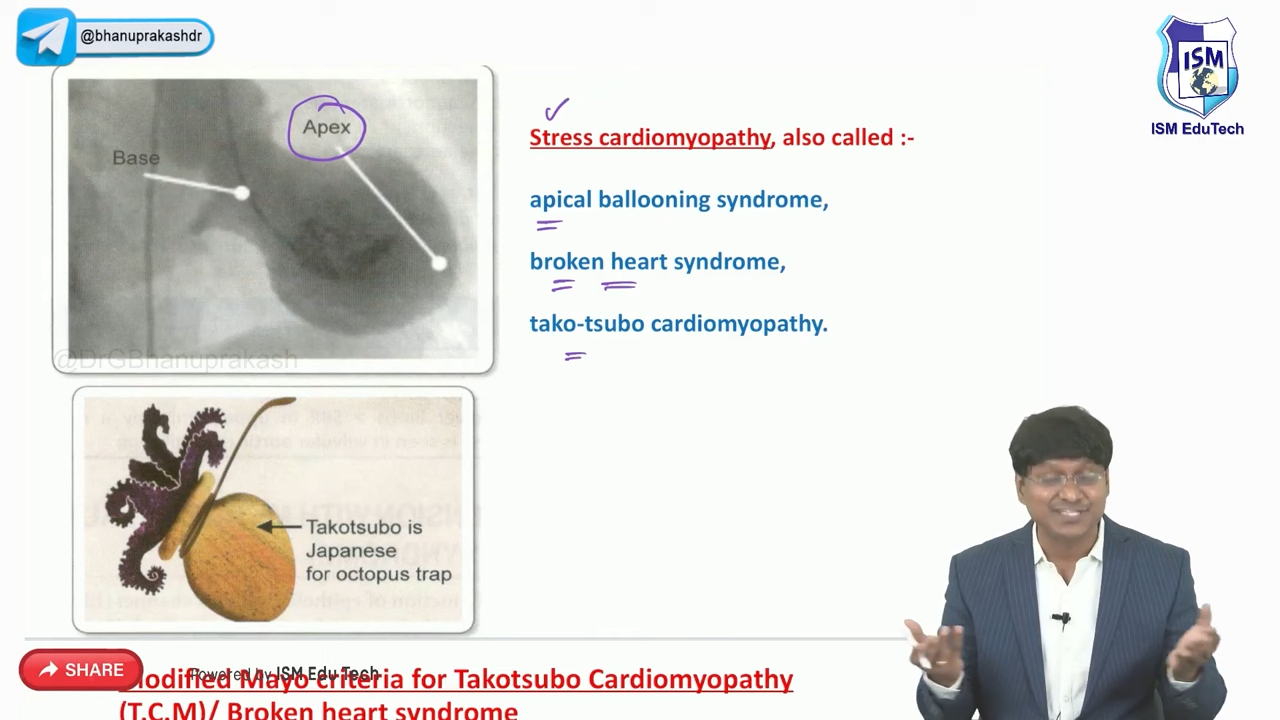 @bhanuprakashdr
ISM
ISM EduTech
Apex
Base
@DrGBhanuprakash
Stress cardiomyopathy, also called :-
apical ballooning syndrome,
broken heart syndrome,
tako-tsubo cardiomyopathy.
Takotsubo is
Japanese
for octopus trap
SHARE
Powered by ISM Edu Tech
Modified Mayo criteria for Takotsubo Cardiomyopathy
(T.C.M)/ Broken heart syndrome